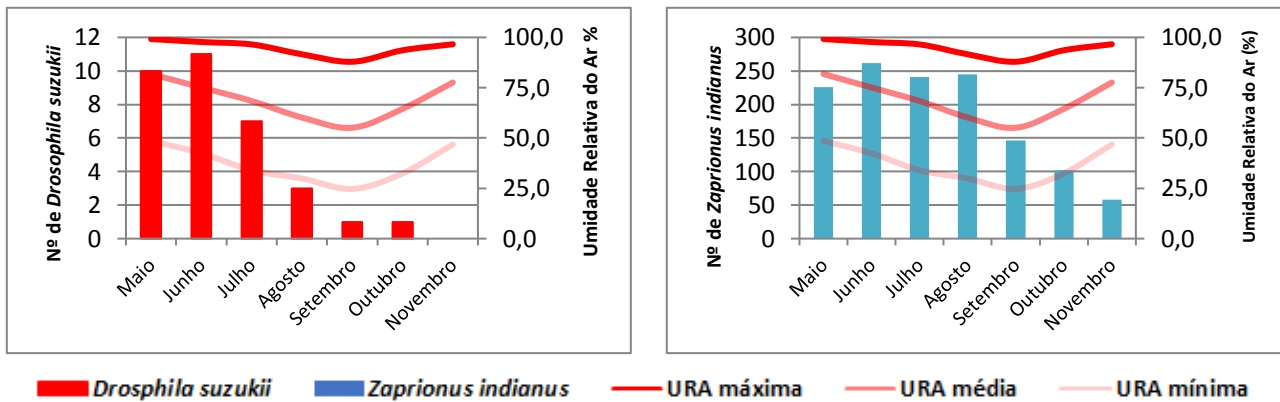 Nº de Drosophila suzukii
12
10
8
6
4
2
0
100,0
75,0
50,0
25,0
0,0
Umidade Relativa do Ar %
Maio
Junho
Julho
Agosto
Setembro
Outubro
Novembro
Nº de Zaprionus indianus
300
250
200
150
100
50
0
100,0
75,0
50,0
25,0
0,0
Umidade Relativa do Ar (%)
Maio
Junho
Julho
Agosto
Setembro
Outubro
Novembro
Drosphila suzukii Zaprionus indianus URA máxima URA média URA mínima